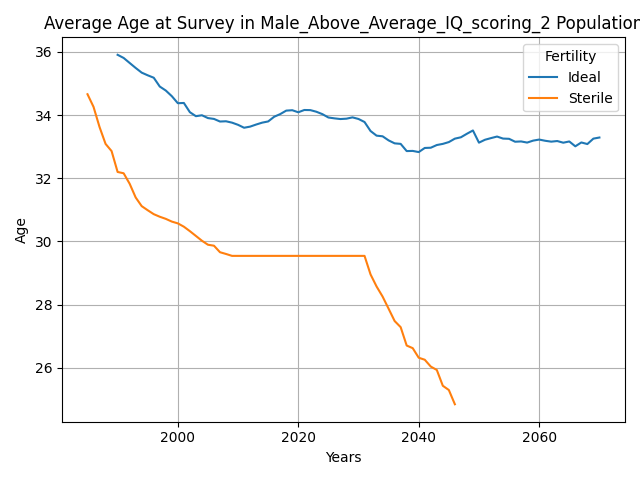 Average Age at Survey in Male_Above_Average_IQ_scoring_2 Population
Fertility
Ideal
Sterile
Age
36
34
32
30
28
26
2000
2020
2040
2060
Years